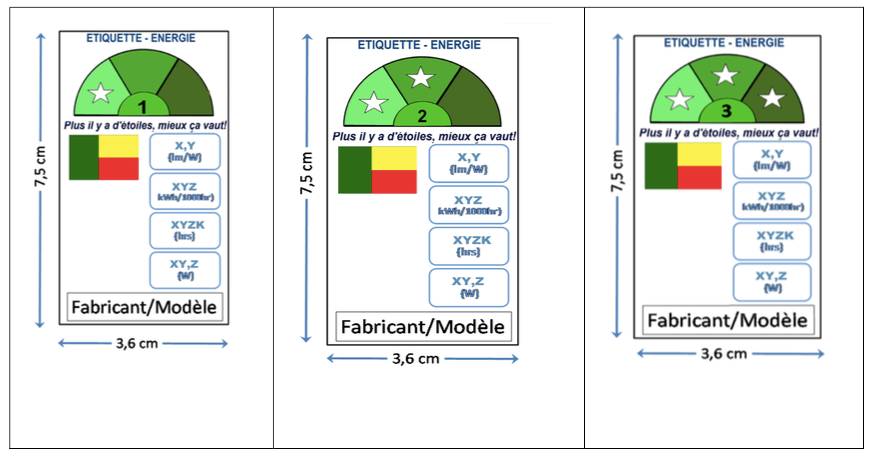 ETIQUETTE - ENERGIE
1
Plus il y a d'étoiles, mieux ça vaut!
X,Y
(lm/W)
XYZ
kWh/1000hr)
XYZK
(hrs)
XY,Z
(W)
Fabricant/Modèle
7,5 cm
3,6 cm
ETIQUETTE - ENERGIE
2
Plus il y a d'étoiles, mieux ça vaut!
X,Y
(lm/W)
XYZ
kWh/1000hr)
XYZK
(hrs)
XY,Z
(W)
Fabricant/Modèle
7,5 cm
3,6 cm
ETIQUETTE - ENERGIE
3
Plus il y a d'étoiles, mieux ça vaut!
X,Y
(lm/W)
XYZ
kWh/1000hr)
XYZK
(hrs)
XY,Z
(W)
Fabricant/Modèle
7,5 cm
3,6 cm